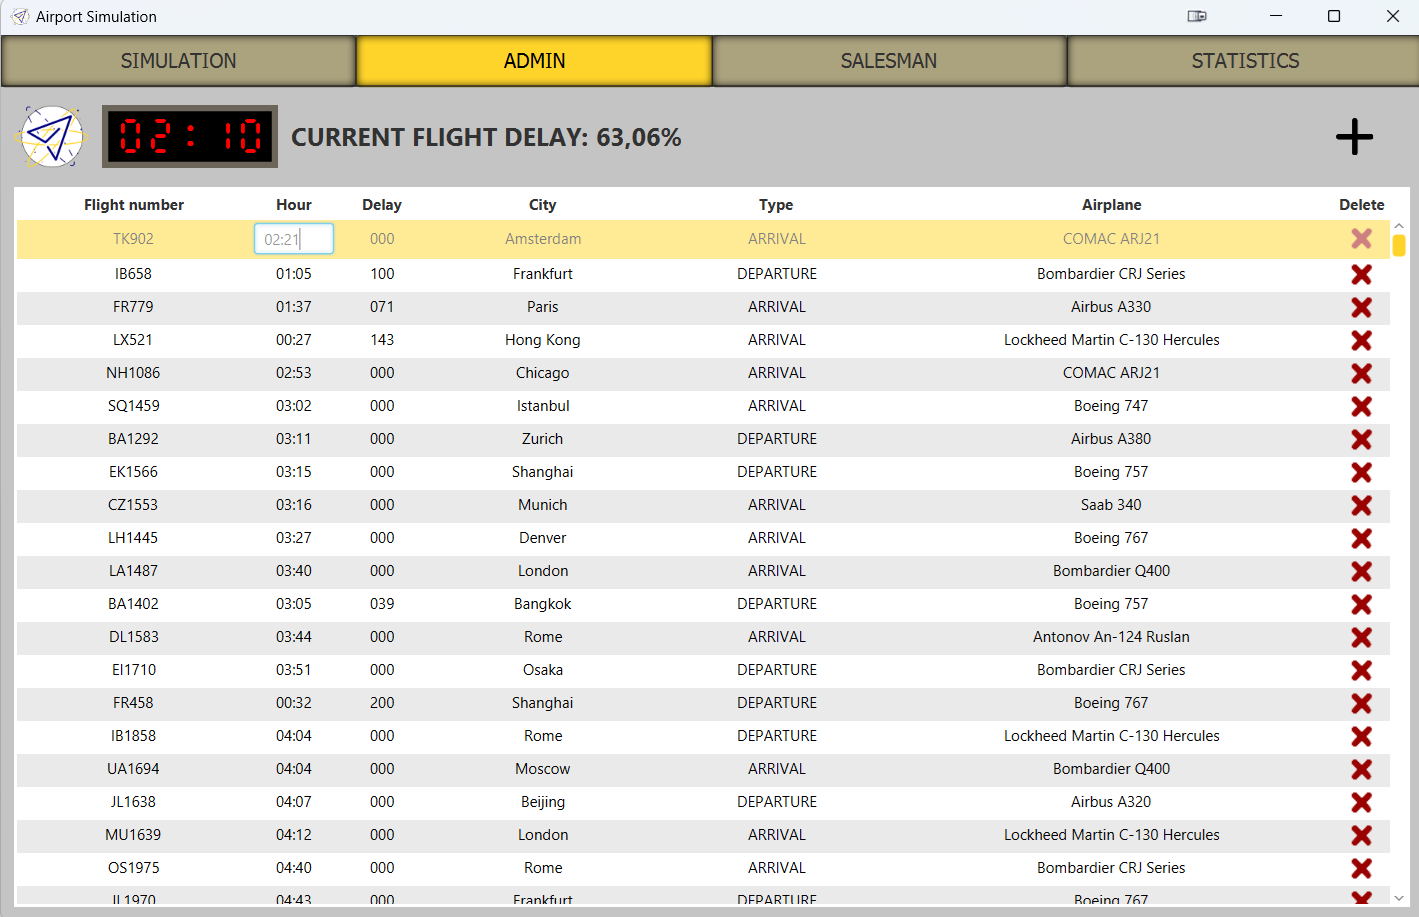 Airport Simulation
SIMULATION ADMIN SALESMAN STATISTICS
02:10 CURRENT FLIGHT DELAY: 63,06%
Flight number Hour Delay City Type Airplane Delete
TK902 02:21 000 Amsterdam ARRIVAL COMAC ARJ21
IB658 01:05 100 Frankfurt DEPARTURE Bombardier CRJ Series
FR779 01:37 071 Paris ARRIVAL Airbus A330
LX521 00:27 143 Hong Kong ARRIVAL Lockheed Martin C-130 Hercules
NH1086 02:53 000 Chicago ARRIVAL COMAC ARJ21
SQ1459 03:02 000 Istanbul ARRIVAL Boeing 747
BA1292 03:11 000 Zurich DEPARTURE Airbus A380
EK1566 03:15 000 Shanghai DEPARTURE Boeing 757
CZ1553 03:16 000 Munich ARRIVAL Saab 340
LH1445 03:27 000 Denver ARRIVAL Boeing 767
LA1487 03:40 000 London ARRIVAL Bombardier Q400
BA1402 03:05 039 Bangkok DEPARTURE Boeing 757
DL1583 03:44 000 Rome ARRIVAL Antonov An-124 Ruslan
EI1710 03:51 000 Osaka DEPARTURE Bombardier CRJ Series
FR458 00:32 200 Shanghai DEPARTURE Boeing 767
IB1858 04:04 000 Rome DEPARTURE Lockheed Martin C-130 Hercules
UA1694 04:04 000 Moscow ARRIVAL Bombardier Q400
JL1638 04:07 000 Beijing DEPARTURE Airbus A320
MU1639 04:12 000 London ARRIVAL Lockheed Martin C-130 Hercules
OS1975 04:40 000 Rome ARRIVAL Bombardier CRJ Series
JL1970 04:43 000 Frankfurt DEPARTURE Boeing 767